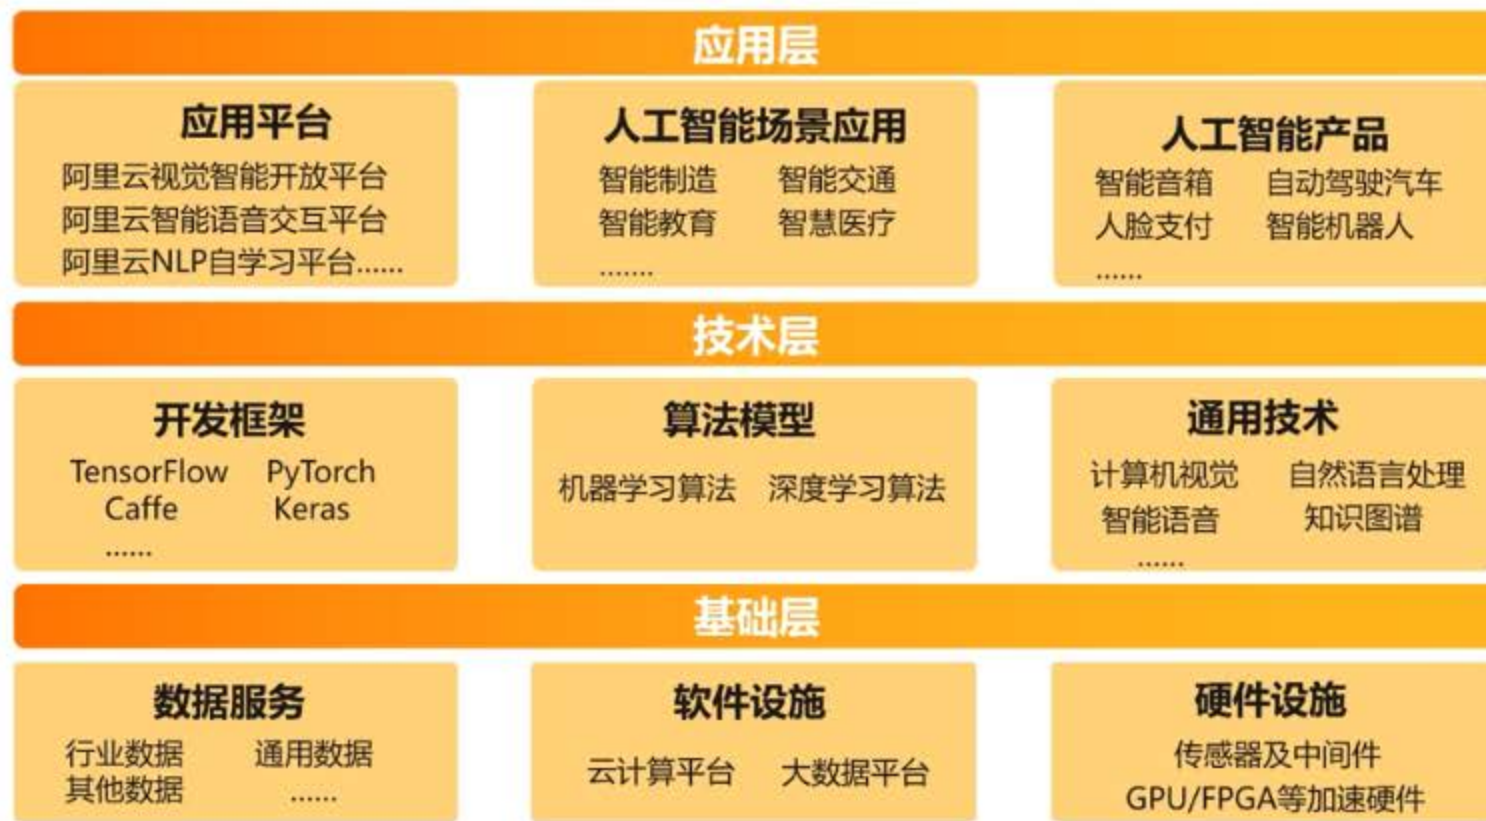 应用层
应用平台
阿里云视觉智能开放平台
阿里云智能语音交互平台
阿里云NLP自学习平台......
人工智能场景应用
智能制造 智能交通
智能教育 智慧医疗
.......
人工智能产品
智能音箱 自动驾驶汽车
人脸支付 智能机器人
......
技术层
开发框架
TensorFlow PyTorch
Caffe Keras
......
算法模型
机器学习算法 深度学习算法
通用技术
计算机视觉 自然语言处理
智能语音 知识图谱
......
基础层
数据服务
行业数据 通用数据
其他数据 ......
软件设施
云计算平台 大数据平台
硬件设施
传感器及中间件
GPU/FPGA等加速硬件